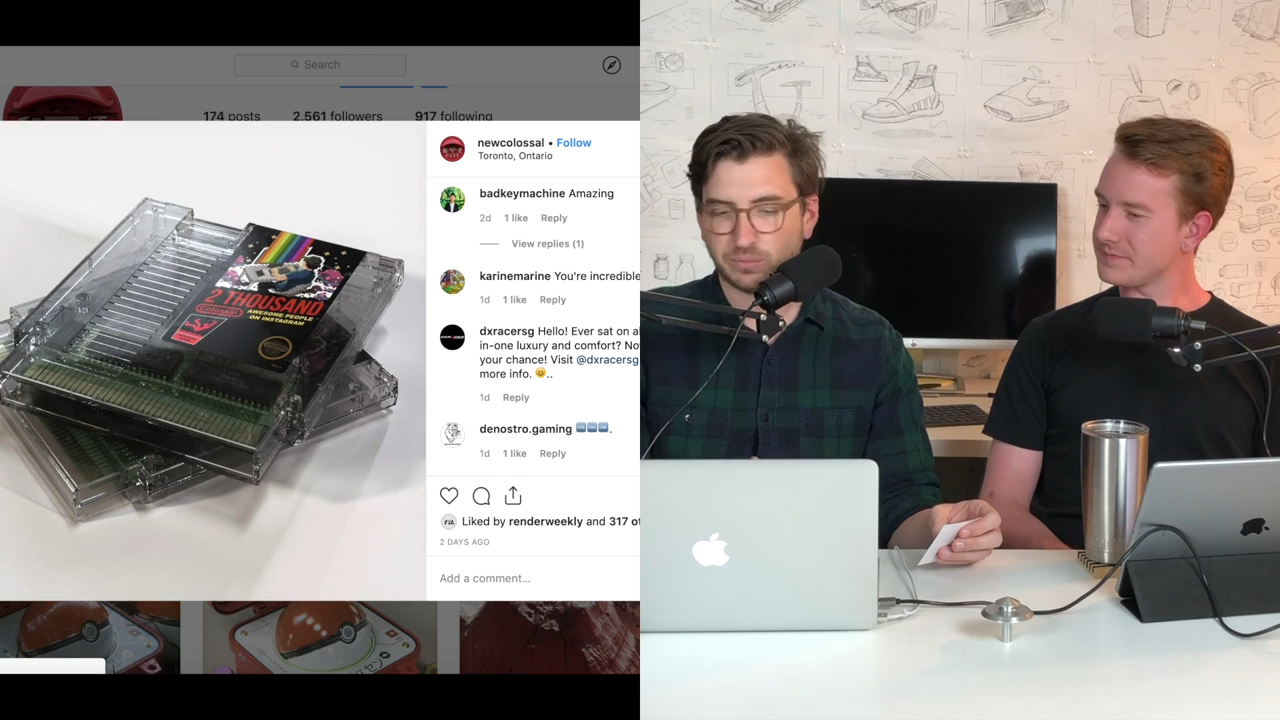 Search
174 posts 2,561 followers 917 following
newcolossal • Follow
Toronto, Ontario
badkeymachine Amazing
2d 1 like Reply
View replies (1)
karinemarine You're incredible
1d 1 like Reply
dxracersg Hello! Ever sat on al
in-one luxury and comfort? No
your chance! Visit @dxracersg
more info. 😄..
1d Reply
denostro.gaming 🆒🆒🆒.
1d 1 like Reply
Liked by renderweekly and 317 ot
2 DAYS AGO
Add a comment...
2 THOUSAND
Colossal
AWESOME PEOPLE
ON INSTAGRAM